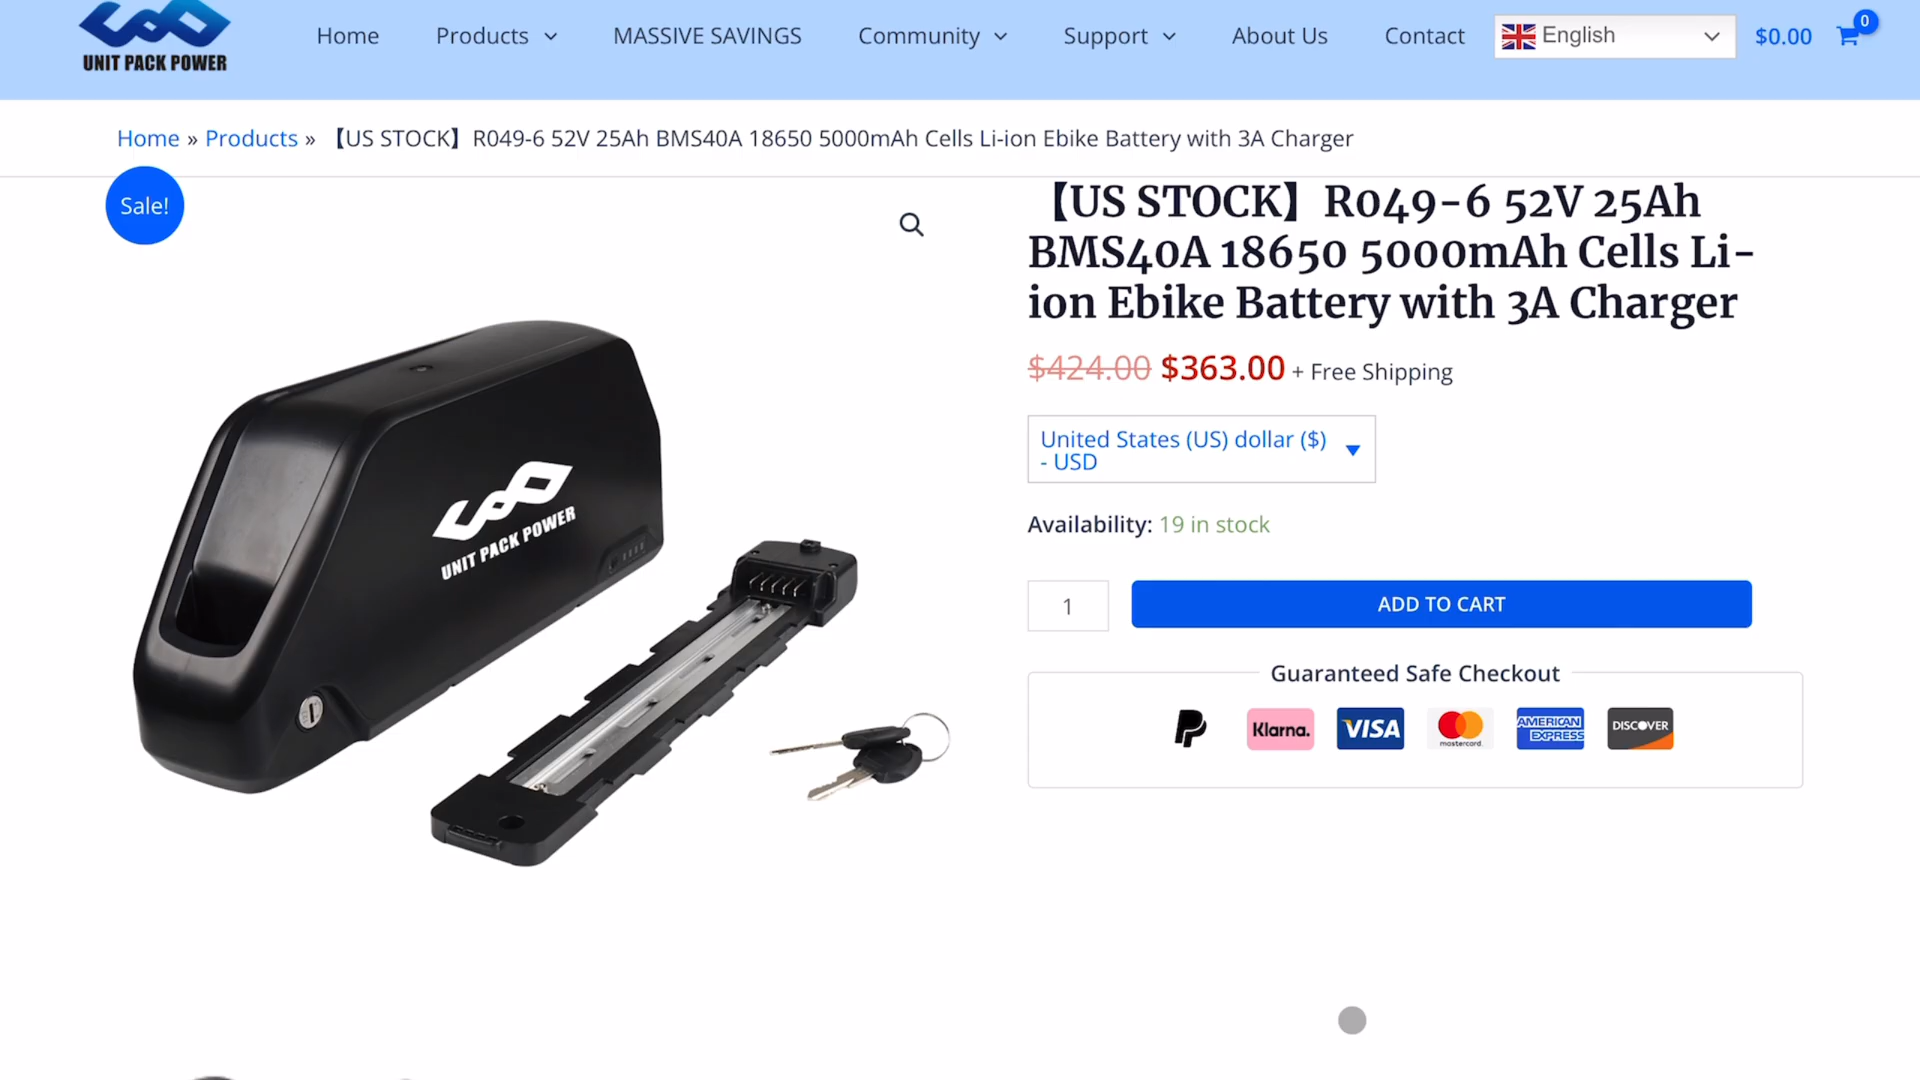 UNIT PACK POWER
Home
Products
MASSIVE SAVINGS
Community
Support
About Us
Contact
English
$0.00
0
Home » Products » 【US STOCK】R049-6 52V 25Ah BMS40A 18650 5000mAh Cells Li-ion Ebike Battery with 3A Charger
Sale!
【US STOCK】R049-6 52V 25Ah
BMS40A 18650 5000mAh Cells Li-
ion Ebike Battery with 3A Charger
$424.00 $363.00 + Free Shipping
United States (US) dollar ($)
- USD
Availability: 19 in stock
1
ADD TO CART
Guaranteed Safe Checkout
Klarna.
VISA
mastercard
AMERICAN
EXPRESS
DISCOVER
UNIT PACK POWER